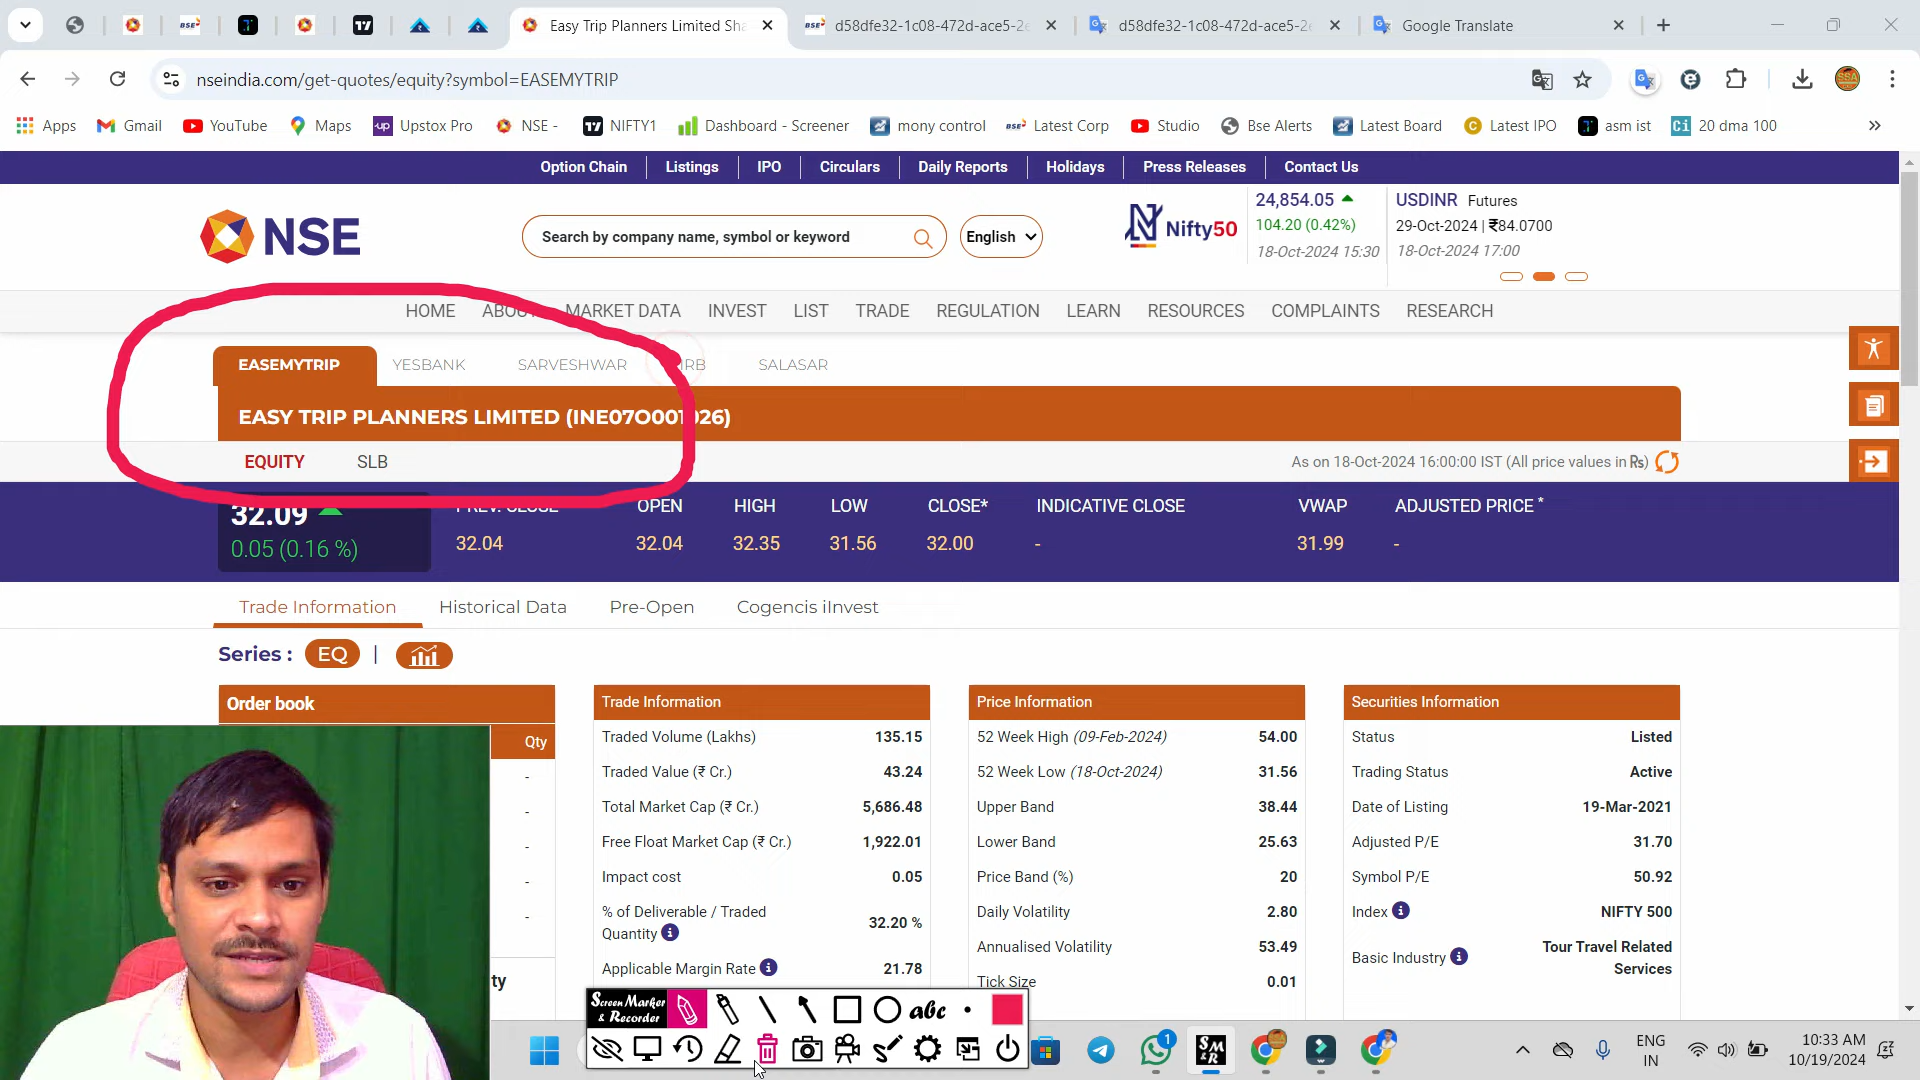 Easy Trip Planners Limited Sha
d58dfe32-1c08-472d-ace5-2e
d58dfe32-1c08-472d-ace5-2e
Google Translate
nseindia.com/get-quotes/equity?symbol=EASEMYTRIP
Apps
Gmail
YouTube
Maps
Upstox Pro
NSE -
NIFTY1
Dashboard - Screener
mony control
Latest Corp
Studio
Bse Alerts
Latest Board
Latest IPO
asm ist
20 dma 100
Option Chain
Listings
IPO
Circulars
Daily Reports
Holidays
Press Releases
Contact Us
NSE
Search by company name, symbol or keyword
English
Nifty50
24,854.05
104.20 (0.42%)
18-Oct-2024 15:30
USDINR Futures
29-Oct-2024 | ₹84.0700
18-Oct-2024 17:00
HOME
MARKET DATA
INVEST
LIST
TRADE
REGULATION
LEARN
RESOURCES
COMPLAINTS
RESEARCH
EASEMYTRIP
YESBANK
SARVESHWAR
SALASAR
EASY TRIP PLANNERS LIMITED
EQUITY
SLB
As on 18-Oct-2024 16:00:00 IST (All price values in Rs)
32.09
0.05 (0.16 %)
PREV. CLOSE
OPEN
HIGH
LOW
CLOSE*
INDICATIVE CLOSE
VWAP
ADJUSTED PRICE *
32.04
32.04
32.35
31.56
32.00
-
31.99
-
Trade Information
Historical Data
Pre-Open
Cogencis iInvest
Series :
EQ
|
Order book
Qty
-
-
-
-
-
ty
Trade Information
Traded Volume (Lakhs) 135.15
Traded Value (₹ Cr.) 43.24
Total Market Cap (₹ Cr.) 5,686.48
Free Float Market Cap (₹ Cr.) 1,922.01
Impact cost 0.05
% of Deliverable / Traded
Quantity 32.20 %
Applicable Margin Rate 21.78
Price Information
52 Week High (09-Feb-2024) 54.00
52 Week Low (18-Oct-2024) 31.56
Upper Band 38.44
Lower Band 25.63
Price Band (%) 20
Daily Volatility 2.80
Annualised Volatility 53.49
Tick Size 0.01
Securities Information
Status Listed
Trading Status Active
Date of Listing 19-Mar-2021
Adjusted P/E 31.70
Symbol P/E 50.92
Index NIFTY 500
Basic Industry Tour Travel Related
Services
Screen Marker
& Recorder
abc
SM
&R
1
ENG
IN
10:33 AM
10/19/2024